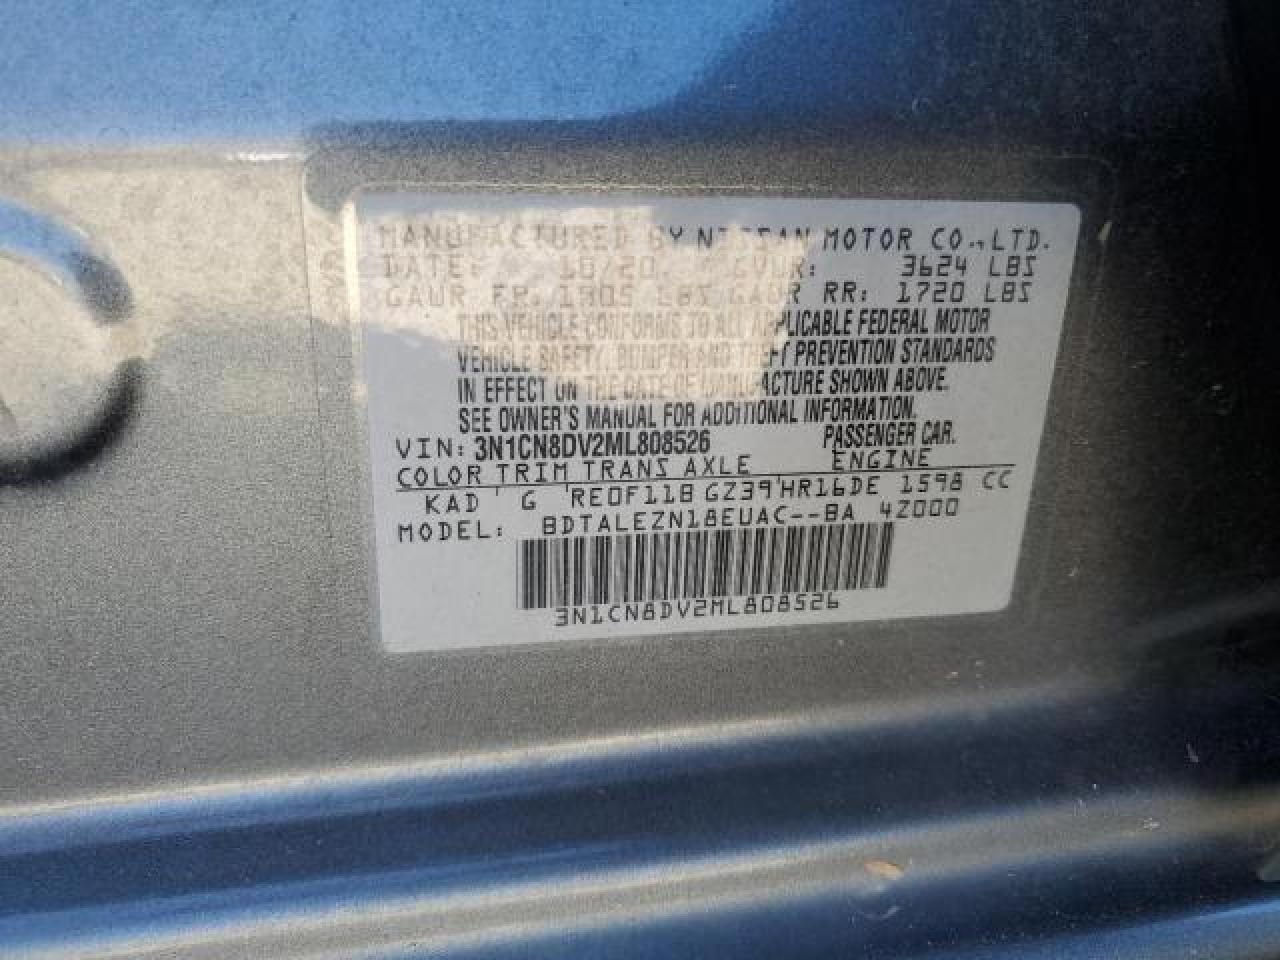 MANUFACTURED BY NISSAN MOTOR CO., LTD.
DATE: 10/20 GVWR: 3624 LBS
GAWR FR. 1905 LBS GAWR RR: 1720 LBS
THIS VEHICLE CONFORMS TO ALL APPLICABLE FEDERAL MOTOR
VEHICLE SAFETY, BUMPER AND THEFT PREVENTION STANDARDS
IN EFFECT ON THE DATE OF MANUFACTURE SHOWN ABOVE.
SEE OWNER'S MANUAL FOR ADDITIONAL INFORMATION.
VIN: 3N1CN8DV2ML808526 PASSENGER CAR.
COLOR TRIM TRANS AXLE ENGINE
KAD G RE0F11B GZ39 HR16DE 1598 CC
MODEL: BDTALEZN18EUAC--BA 4Z000
3N1CN8DV2ML808526